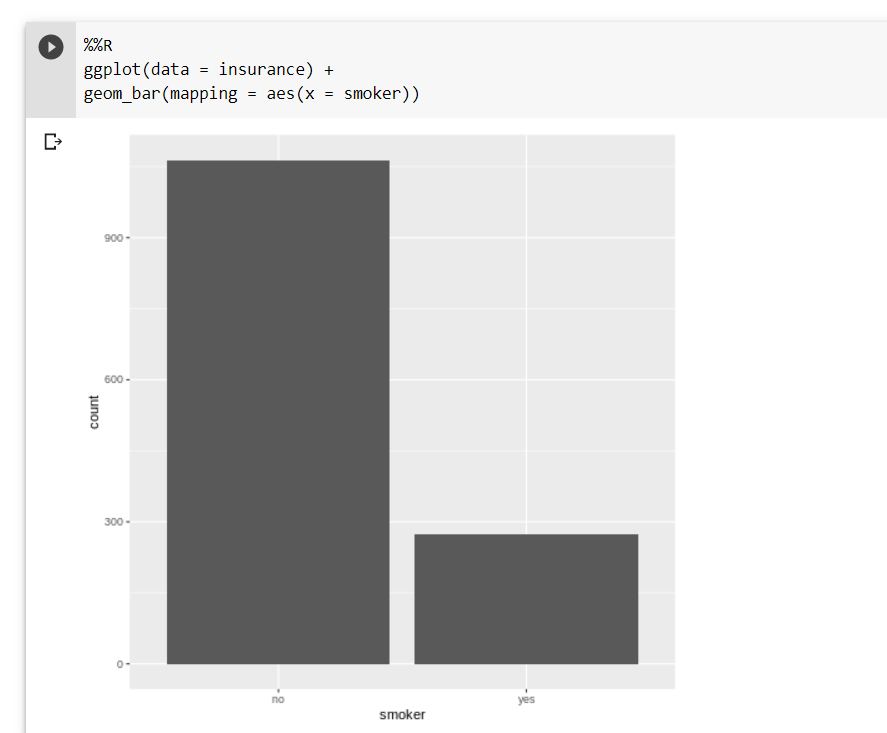 %%R
ggplot(data = insurance) +
geom_bar(mapping = aes(x = smoker))
900
600
count
300
0
no yes
smoker